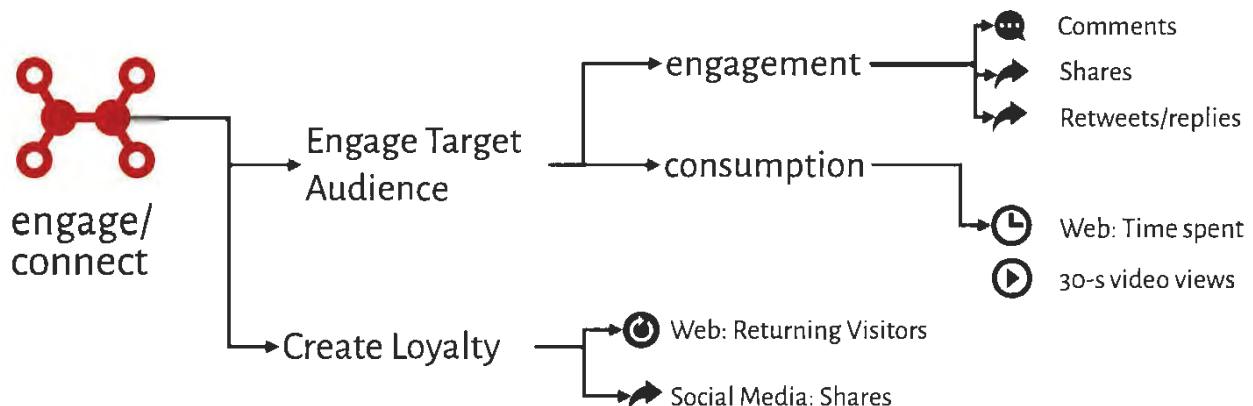 engage/
connect
Engage Target
Audience
engagement
Comments
Shares
Retweets/replies
consumption
Web: Time spent
30-s video views
Create Loyalty
Web: Returning Visitors
Social Media: Shares